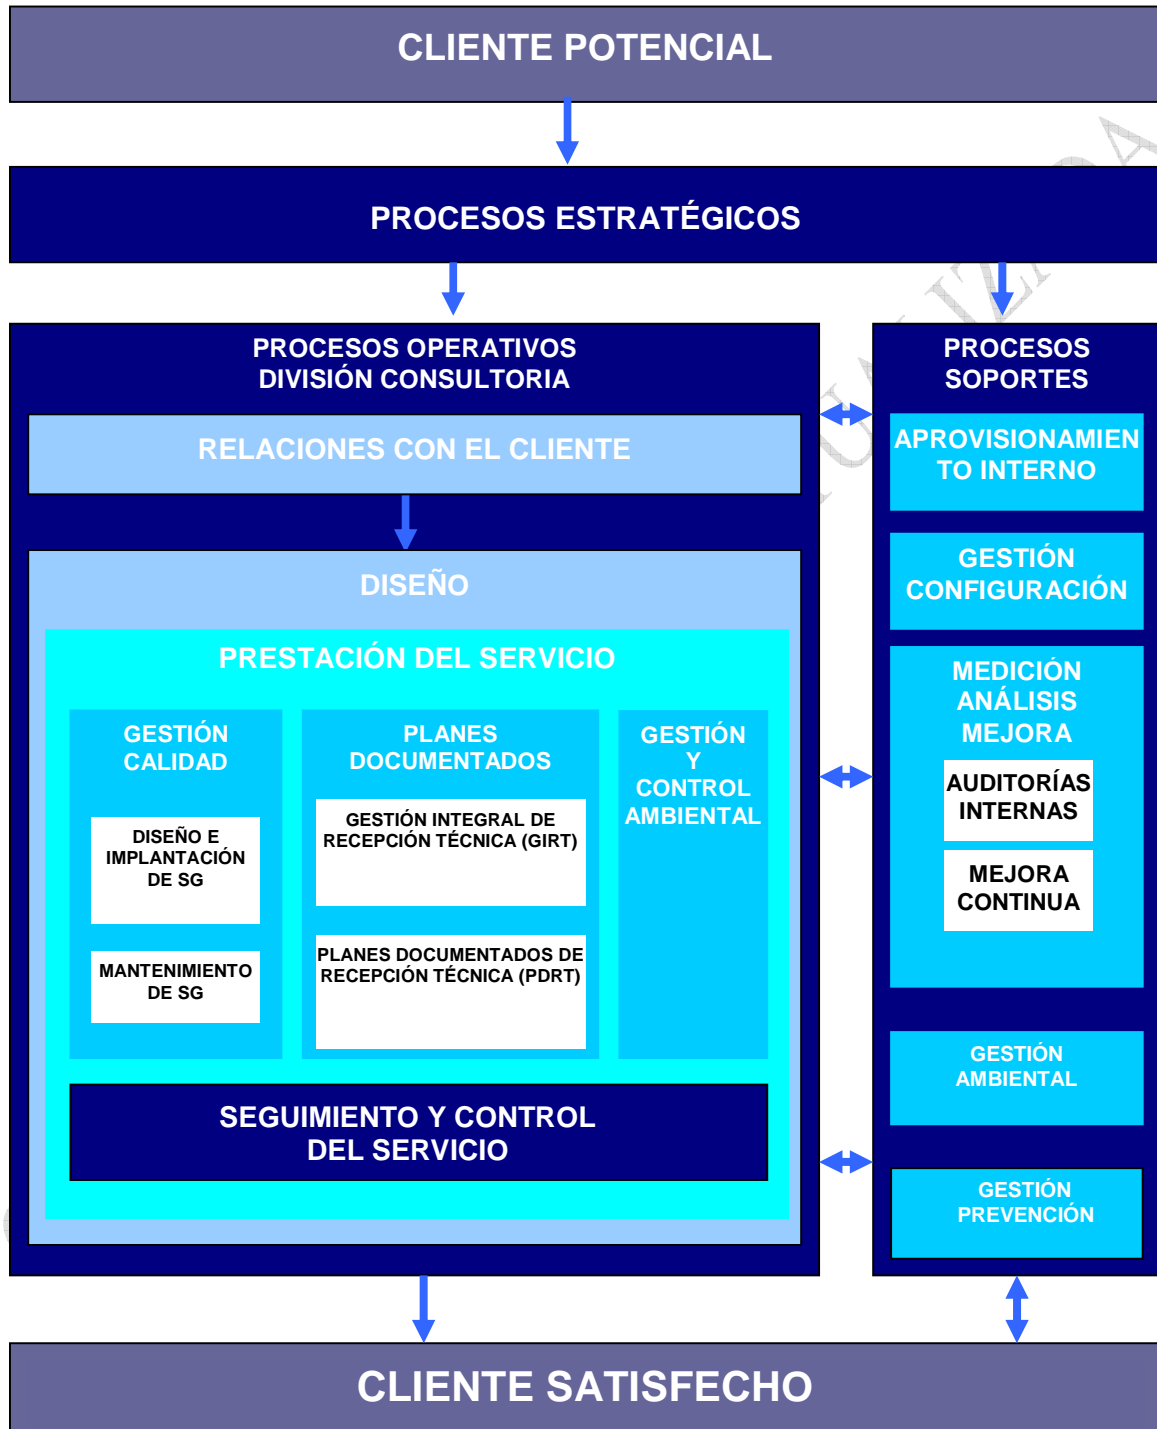 CLIENTE POTENCIAL
PROCESOS ESTRATÉGICOS
PROCESOS OPERATIVOS
DIVISIÓN CONSULTORIA
RELACIONES CON EL CLIENTE
DISEÑO
PRESTACIÓN DEL SERVICIO
GESTIÓN
CALIDAD
DISEÑO E
IMPLANTACIÓN
DE SG
MANTENIMIENTO
DE SG
PLANES
DOCUMENTADOS
GESTIÓN INTEGRAL DE
RECEPCIÓN TÉCNICA (GIRT)
PLANES DOCUMENTADOS DE
RECEPCIÓN TÉCNICA (PDRT)
GESTIÓN
Y
CONTROL
AMBIENTAL
SEGUIMIENTO Y CONTROL
DEL SERVICIO
PROCESOS
SOPORTES
APROVISIONAMIEN
TO INTERNO
GESTIÓN
CONFIGURACIÓN
MEDICIÓN
ANÁLISIS
MEJORA
AUDITORÍAS
INTERNAS
MEJORA
CONTINUA
GESTIÓN
AMBIENTAL
GESTIÓN
PREVENCIÓN
CLIENTE SATISFECHO